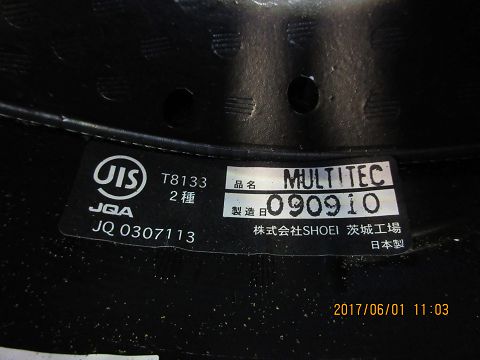 JIS
JQA
JQ 0307113
T8133
2種
品名 MULTITEC
製造日 090910
株式会社SHOEI 茨城工場
日本製
2017/06/01 11:03